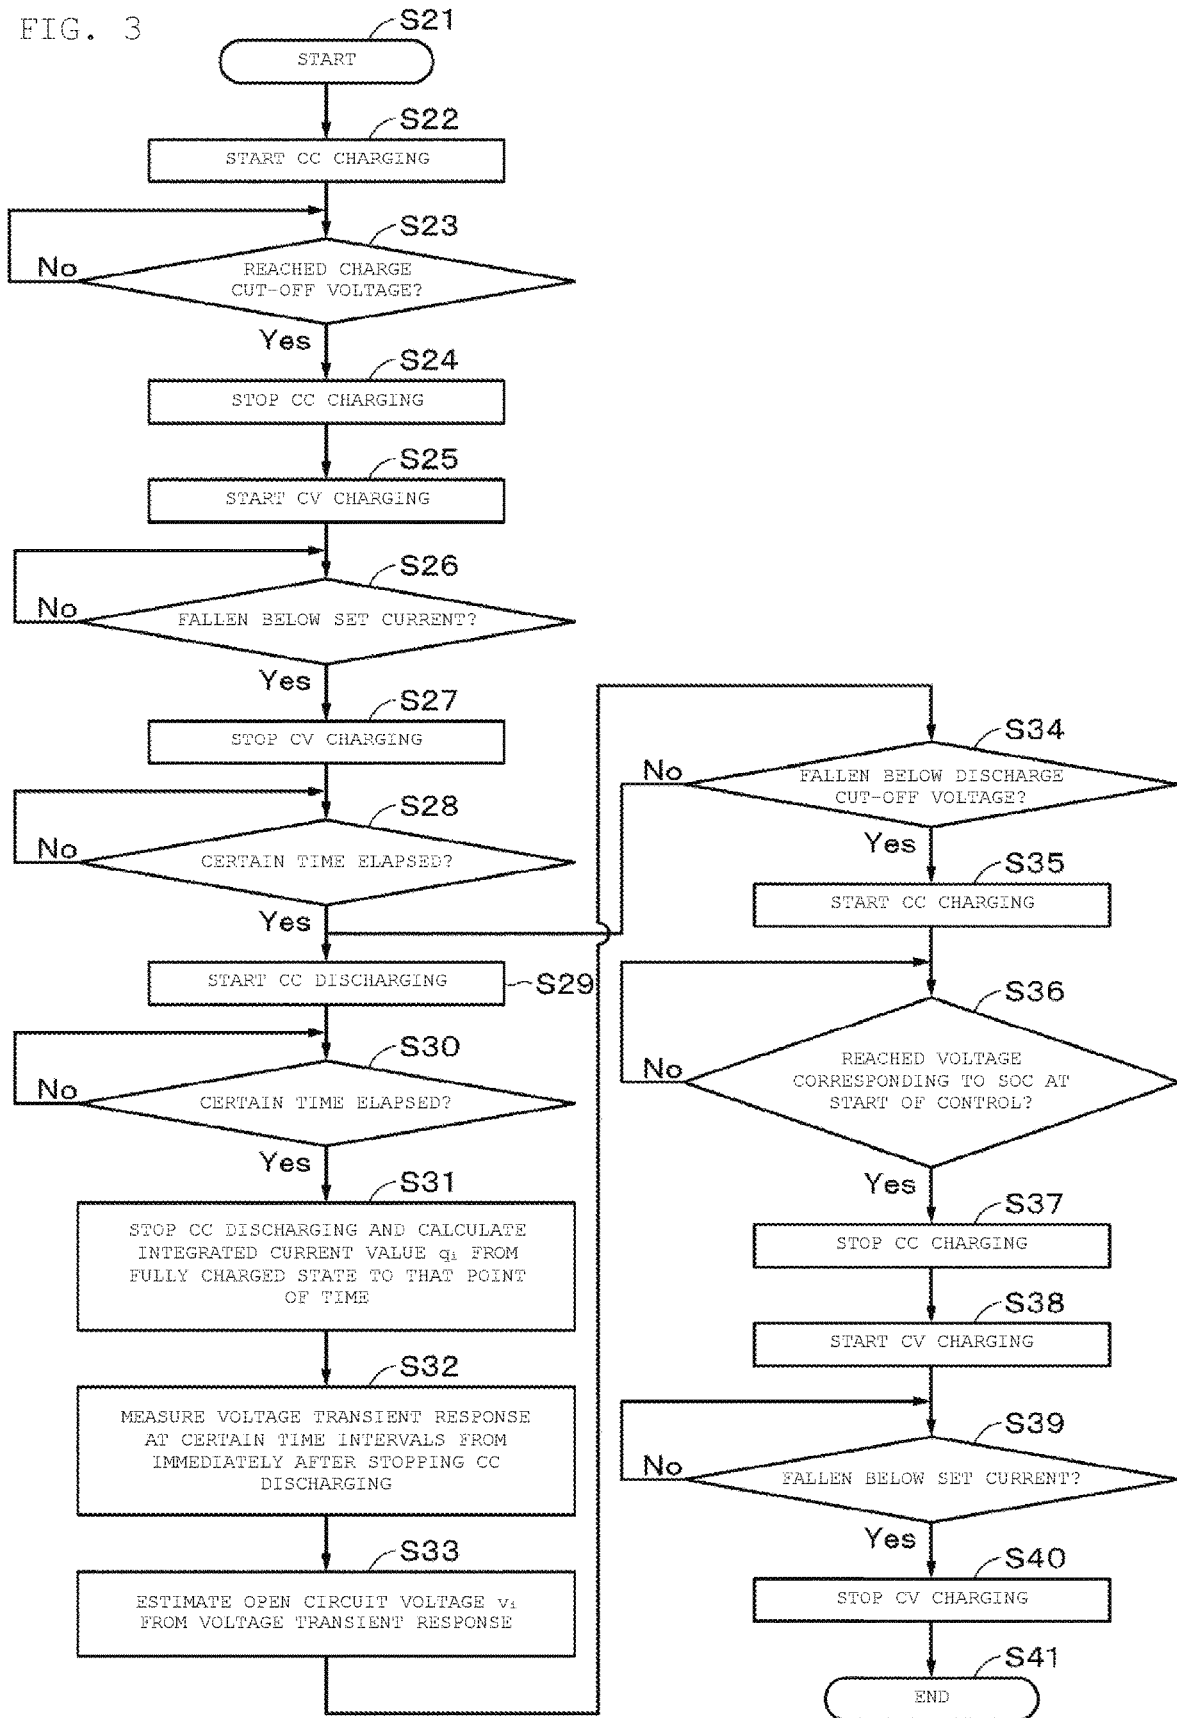 FIG. 3
S21
START
S22
START CC CHARGING
S23
REACHED CHARGE
CUT-OFF VOLTAGE?
No
Yes
S24
STOP CC CHARGING
S25
START CV CHARGING
S26
FALLEN BELOW SET CURRENT?
No
Yes
S27
STOP CV CHARGING
S28
CERTAIN TIME ELAPSED?
No
Yes
START CC DISCHARGING
S29
S30
CERTAIN TIME ELAPSED?
No
Yes
S31
STOP CC DISCHARGING AND CALCULATE
INTEGRATED CURRENT VALUE qi FROM
FULLY CHARGED STATE TO THAT POINT
OF TIME
S32
MEASURE VOLTAGE TRANSIENT RESPONSE
AT CERTAIN TIME INTERVALS FROM
IMMEDIATELY AFTER STOPPING CC
DISCHARGING
S33
ESTIMATE OPEN CIRCUIT VOLTAGE vi
FROM VOLTAGE TRANSIENT RESPONSE
S34
FALLEN BELOW DISCHARGE
CUT-OFF VOLTAGE?
No
Yes
S35
START CC CHARGING
S36
REACHED VOLTAGE
CORRESPONDING TO SOC AT
START OF CONTROL?
No
Yes
S37
STOP CC CHARGING
S38
START CV CHARGING
S39
FALLEN BELOW SET CURRENT?
No
Yes
S40
STOP CV CHARGING
S41
END